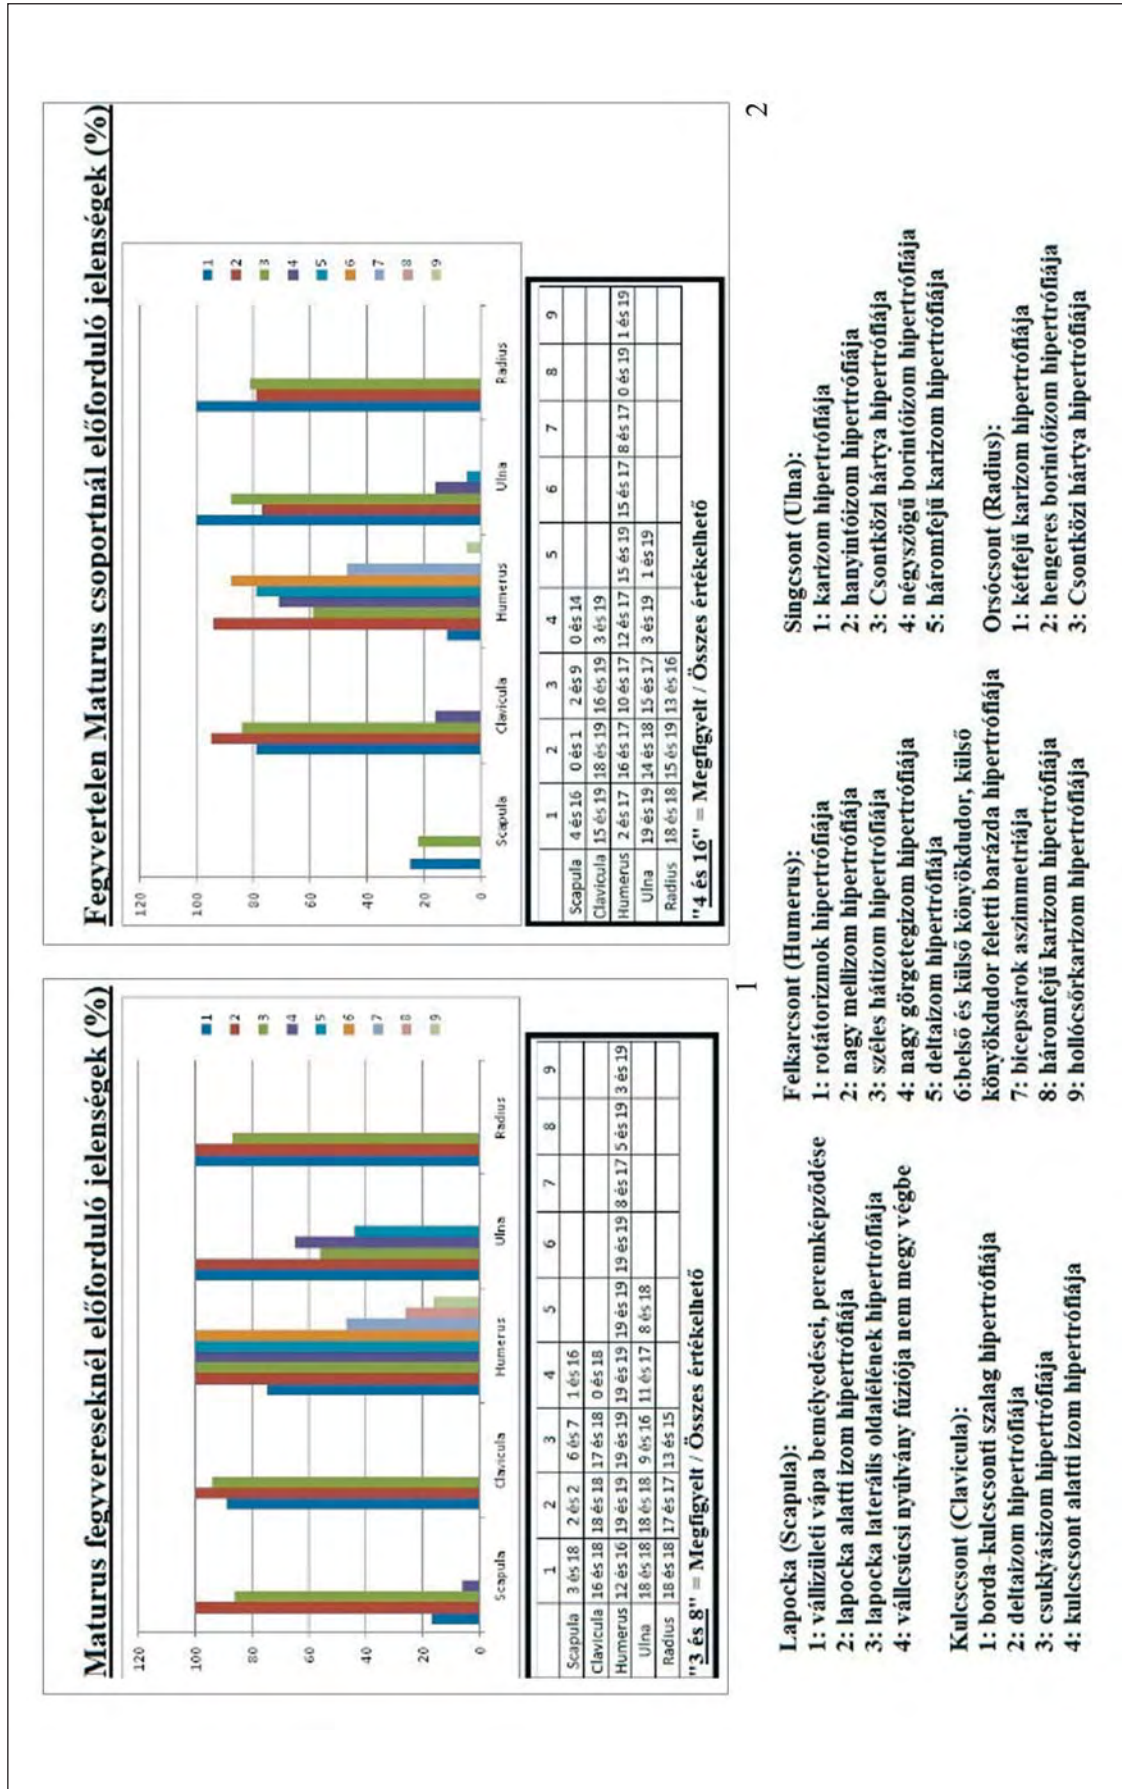 Maturus fegyvereseknél előforduló jelenségek (%)
120
100
80
60
40
20
0
Scapula
Clavicula
Humerus
Ulna
Radius
1
2
3
4
5
6
7
8
9
1 2 3 4 5 6 7 8 9
Scapula 3 és 18 2 és 2 6 és 7 1 és 16
Clavicula 16 és 18 18 és 18 17 és 18 0 és 18
Humerus 12 és 16 19 és 19 19 és 19 19 és 19 19 és 19 19 és 19 8 és 17 5 és 19 3 és 19
Ulna 18 és 18 18 és 18 9 és 16 11 és 17 8 és 18
Radius 18 és 18 17 és 17 13 és 15
"3 és 8" = Megfigyelt / Összes értékelhető
1
Fegyvertelen Maturus csoportnál előforduló jelenségek (%)
120
100
80
60
40
20
0
Scapula
Clavicula
Humerus
Ulna
Radius
1
2
3
4
5
6
7
8
9
1 2 3 4 5 6 7 8 9
Scapula 4 és 16 0 és 1 2 és 9 0 és 14
Clavicula 15 és 19 18 és 19 16 és 19 3 és 19
Humerus 2 és 17 16 és 17 10 és 17 12 és 17 15 és 19 15 és 17 8 és 17 0 és 19 1 és 19
Ulna 19 és 19 14 és 18 15 és 17 3 és 19 1 és 19
Radius 18 és 18 15 és 19 13 és 16
"4 és 16" = Megfigyelt / Összes értékelhető
2
Lapocka (Scapula):
1: vállízületi vápa bemélyedései, peremképződése
2: lapocka alatti izom hipertrófiája
3: lapocka laterális oldalélének hipertrófiája
4: vállcsúcsi nyúlvány fúziója nem megy végbe
Kulcscsont (Clavicula):
1: borda-kulcscsonti szalag hipertrófiája
2: deltaizom hipertrófiája
3: csuklyásizom hipertrófiája
4: kulcscsont alatti izom hipertrófiája
Felkarcsont (Humerus):
1: rotátorizmok hipertrófiája
2: nagy mellizom hipertrófiája
3: széles hátizom hipertrófiája
4: nagy görgetegizom hipertrófiája
5: deltaizom hipertrófiája
6:belső és külső könyökdudor, külső
könyökdudor feletti barázda hipertrófiája
7: bicepsárok aszimmetriája
8: háromfejű karizom hipertrófiája
9: hollócsőrkarizom hipertrófiája
Singcsont (Ulna):
1: karizom hipertrófiája
2: hanyintóizom hipertrófiája
3: Csontközi hártya hipertrófiája
4: négyszögű borintóizom hipertrófiája
5: háromfejű karizom hipertrófiája
Orsócsont (Radius):
1: kétfejű karizom hipertrófiája
2: hengeres borintóizom hipertrófiája
3: Csontközi hártya hipertrófiája